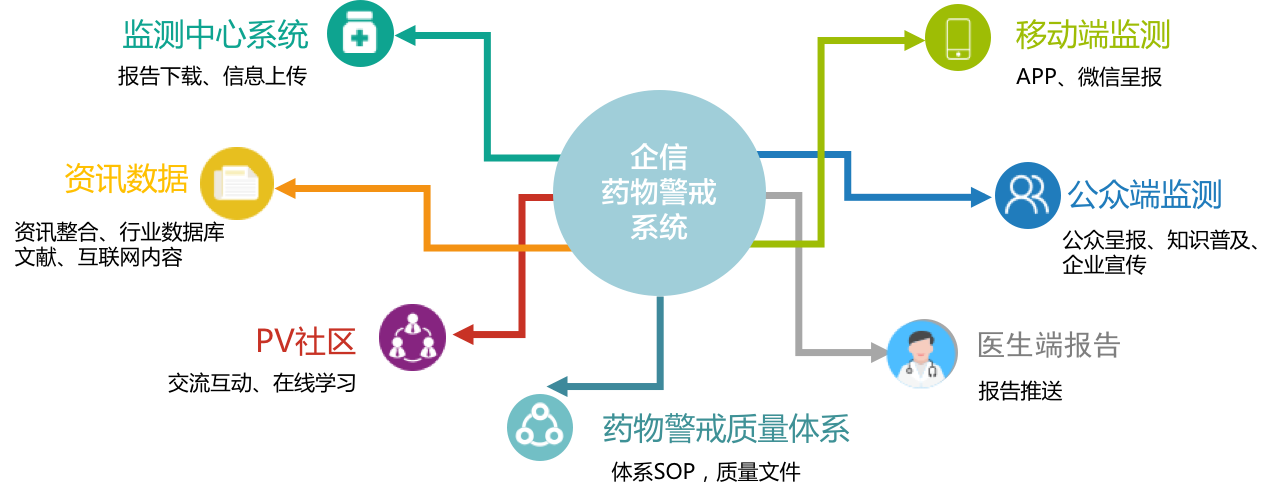 监测中心系统
报告下载、信息上传
移动端监测
APP、微信呈报
企信
药物警戒
系统
资讯数据
资讯整合、行业数据库
文献、互联网内容
公众端监测
公众呈报、知识普及、
企业宣传
PV社区
交流互动、在线学习
医生端报告
报告推送
药物警戒质量体系
体系SOP，质量文件